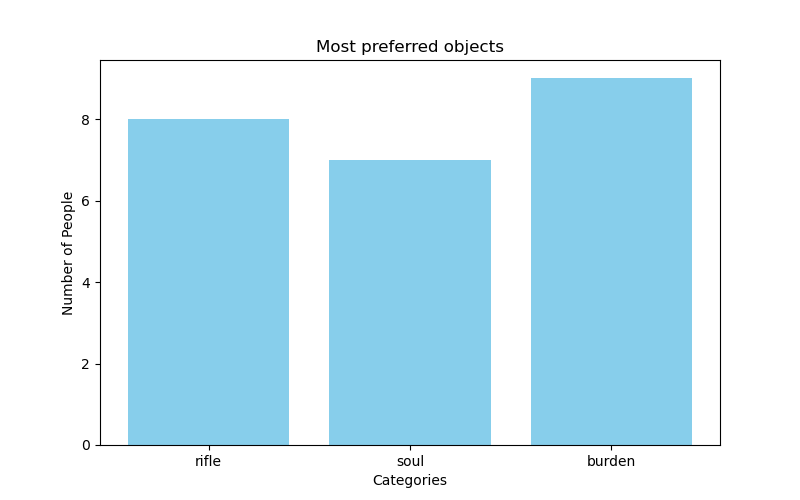 Most preferred objects
8
6
4
2
0
Number of People
rifle soul burden
Categories